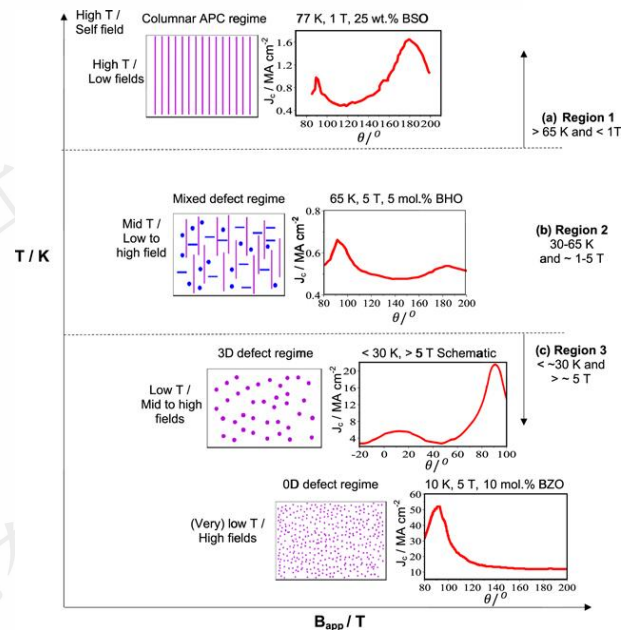 High T /
Self field
Columnar APC regime
77 K, 1 T, 25 wt.% BSO
High T /
Low fields
J_c / MA cm⁻²
1.6
1.2
0.8
0.4
80 100 120 140 160 180 200
θ/ °
(a) Region 1
> 65 K and < 1T
Mixed defect regime
65 K, 5 T, 5 mol.% BHO
Mid T /
Low to
high field
J_c / MA cm⁻²
0.8
0.6
0.4
80 100 120 140 160 180 200
θ/ °
(b) Region 2
30-65 K
and ~ 1-5 T
T / K
3D defect regime
< 30 K, > 5 T Schematic
Low T /
Mid to high
fields
J_c / MA cm⁻²
20
16
12
8
4
-20 0 20 40 60 80 100
θ/ °
(c) Region 3
< ~30 K and
> ~ 5 T
0D defect regime
10 K, 5 T, 10 mol.% BZO
(Very) low T /
High fields
J_c / MA cm⁻²
60
50
40
30
20
10
80 100 120 140 160 180 200
θ/ °
B_app / T